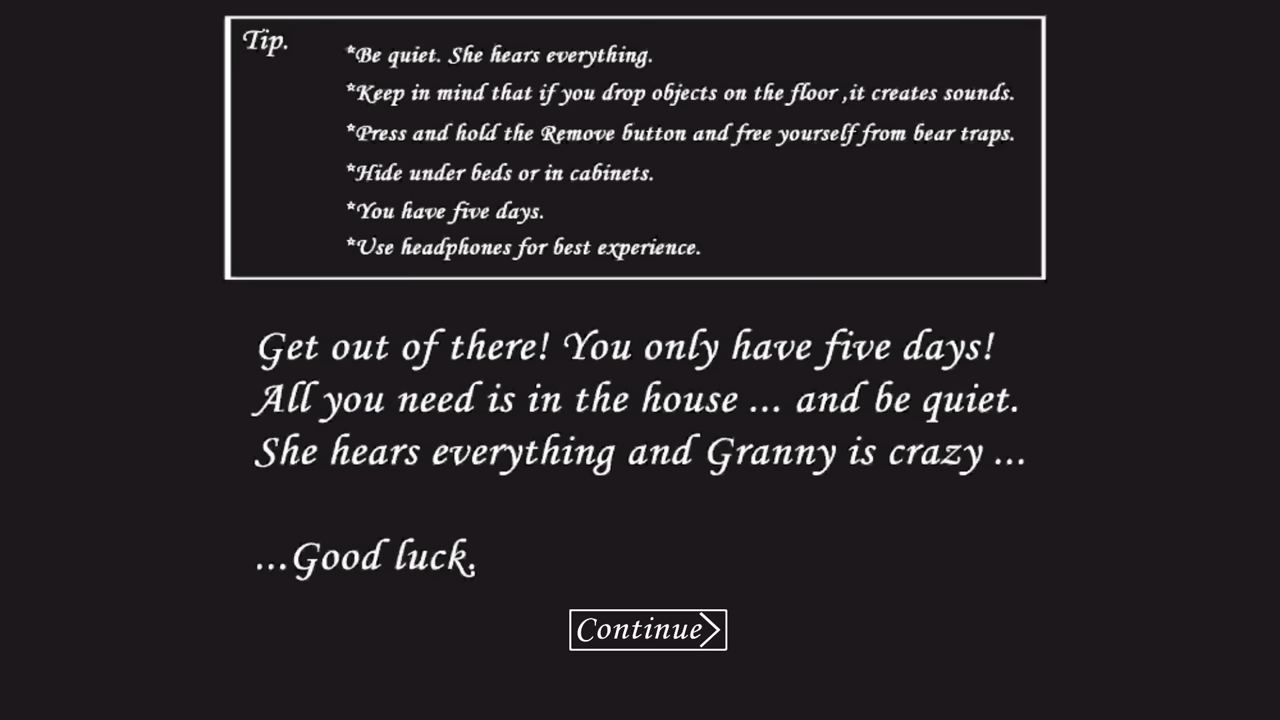 Tip.
*Be quiet. She hears everything.
*Keep in mind that if you drop objects on the floor ,it creates sounds.
*Press and hold the Remove button and free yourself from bear traps.
*Hide under beds or in cabinets.
*You have five days.
*Use headphones for best experience.
Get out of there! You only have five days!
All you need is in the house ... and be quiet.
She hears everything and Granny is crazy ...
...Good luck.
Continue